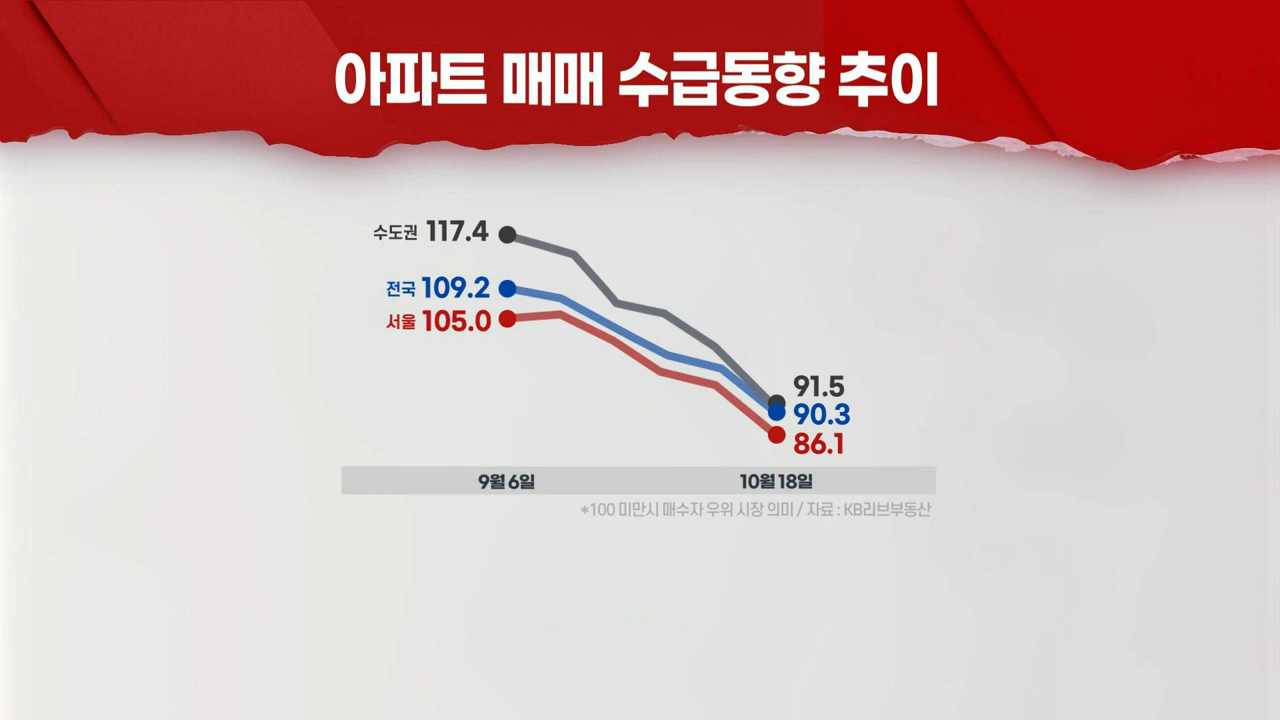 아파트 매매 수급동향 추이
수도권 117.4
전국 109.2
서울 105.0
91.5
90.3
86.1
9월 6일 10월 18일
*100 미만시 매수자 우위 시장 의미 / 자료 : KB리브부동산